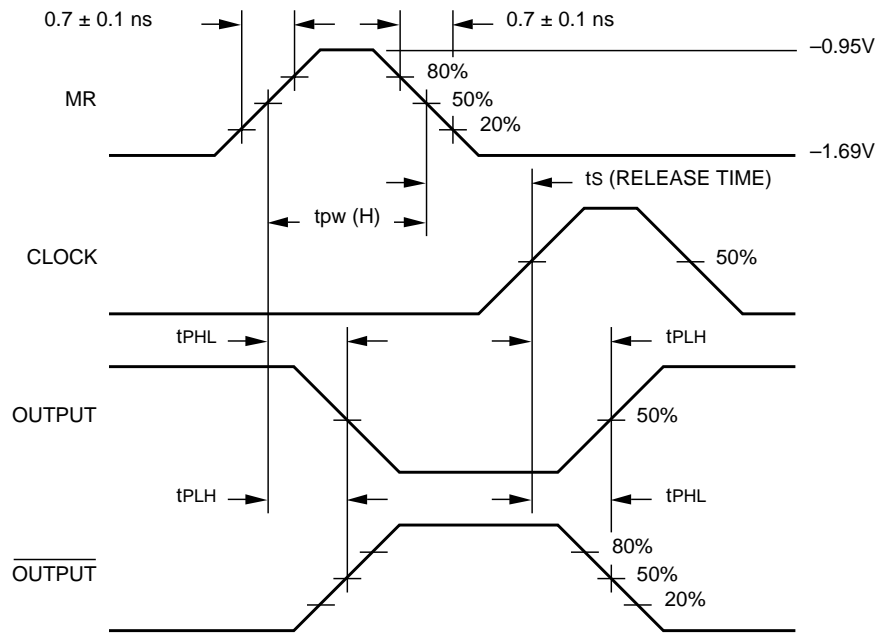 0.7 ± 0.1 ns
0.7 ± 0.1 ns
–0.95V
80%
MR
50%
20%
–1.69V
tS (RELEASE TIME)
tpw (H)
CLOCK
50%
tPHL
tPLH
OUTPUT
50%
tPLH
tPHL
80%
OUTPUT
50%
20%